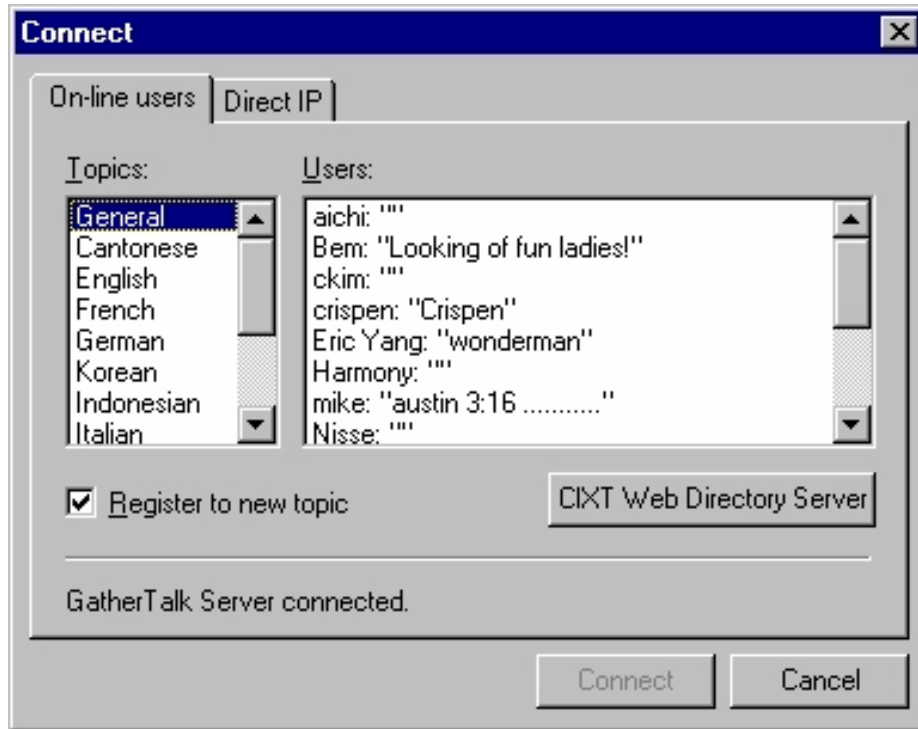 Connect
On-line users
Direct IP
Topics:
General
Cantonese
English
French
German
Korean
Indonesian
Italian
Users:
aichi: ""
Bem: "Looking of fun ladies!"
ckim: ""
crispen: "Crispen"
Eric Yang: "wonderman"
Harmony: ""
mike: "austin 3:16 ..........."
Nisse: ""
Register to new topic
CIXT Web Directory Server
GatherTalk Server connected.
Connect
Cancel